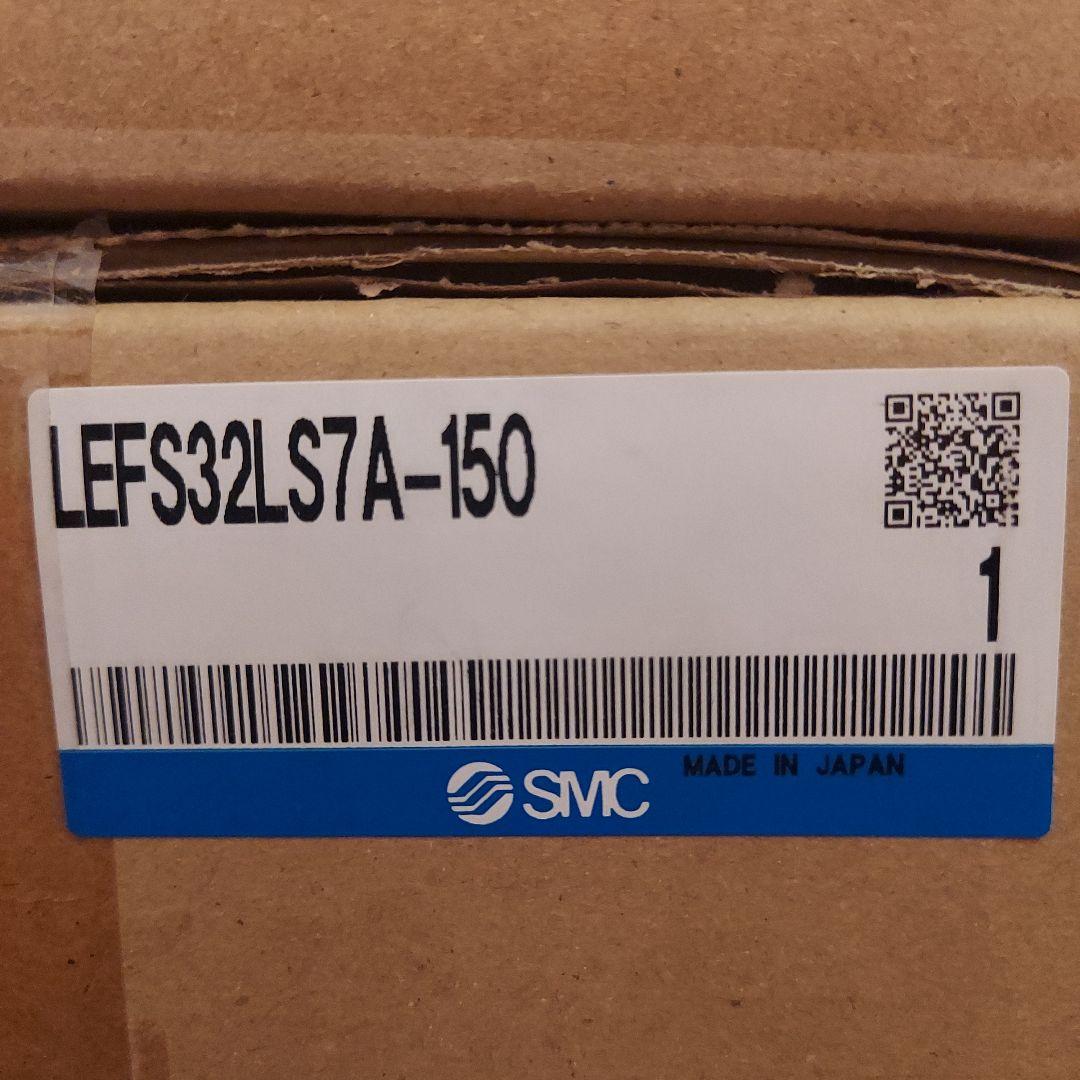 LEFS32LS7A-150
1
MADE IN JAPAN
SMC